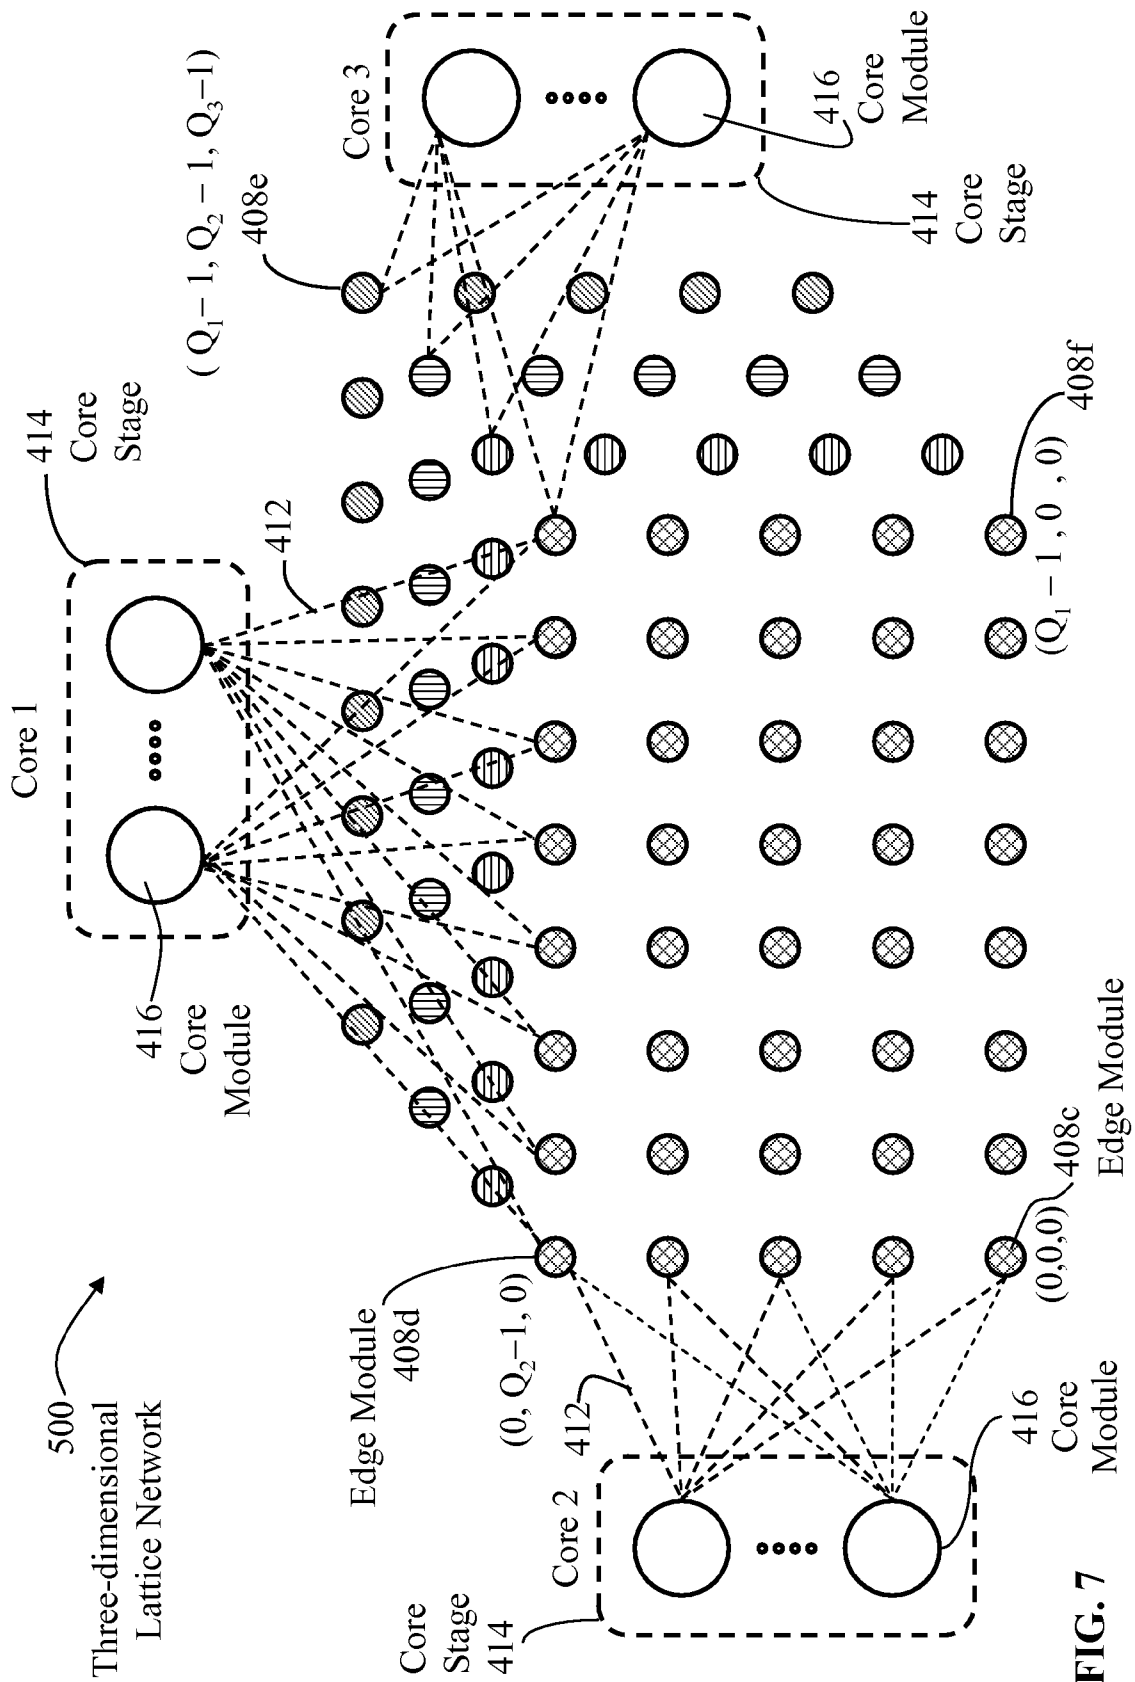 500
Three-dimensional
Lattice Network
Core 1
414
Core
Stage
416
Core
Module
412
(Q₁−1, Q₂−1, Q₃−1)
408e
Core 3
416
Core
Module
414
Core
Stage
Edge Module
408d
(0, Q₂−1, 0)
412
Core
Stage
414
Core 2
416
Core
Module
(0,0,0)
408c
Edge Module
(Q₁−1, 0, 0)
408f
FIG. 7